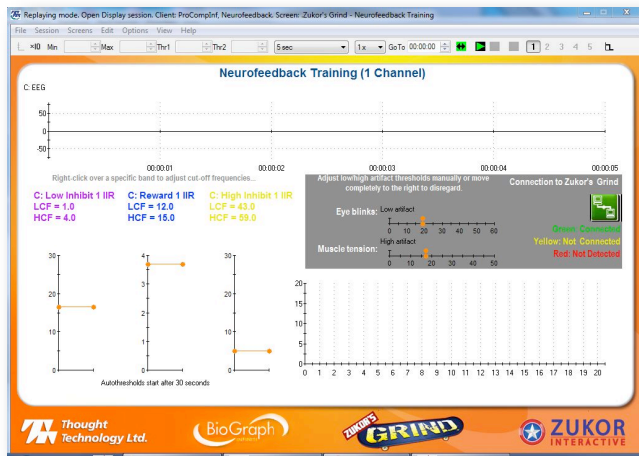 Replaying mode. Open Display session. Client: ProCompInf, Neurofeedback. Screen: Zukor's Grind - Neurofeedback Training
File Session Screens Edit Options View Help
×10 Min Max Thr1 Thr2 5 sec 1 x GoTo 00:00:00 1 2 3 4 5
Neurofeedback Training (1 Channel)
C: EEG
50
0
-50
00:00:01 00:00:02 00:00:03 00:00:04 00:00:05
Right-click over a specific band to adjust cut-off frequencies...
C: Low Inhibit 1 IIR
LCF = 1.0
HCF = 4.0
C: Reward 1 IIR
LCF = 12.0
HCF = 15.0
C: High Inhibit 1 IIR
LCF = 43.0
HCF = 59.0
Adjust low/high artifact thresholds manually or move
completely to the right to disregard.
Eye blinks: Low artifact
0 10 20 30 40 50 60
Muscle tension: High artifact
0 10 20 30 40 50 60
Connection to Zukor's Grind
Green: Connected
Yellow: Not Connected
Red: Not Detected
30
20
10
0
4
3
2
1
0
30
20
10
0
Autothresholds start after 30 seconds
20
15
10
5
0
0 1 2 3 4 5 6 7 8 9 10 11 12 13 14 15 16 17 18 19 20
Thought
Technology Ltd.
BioGraph
ZUKOR'S
GRIND
ZUKOR
INTERACTIVE